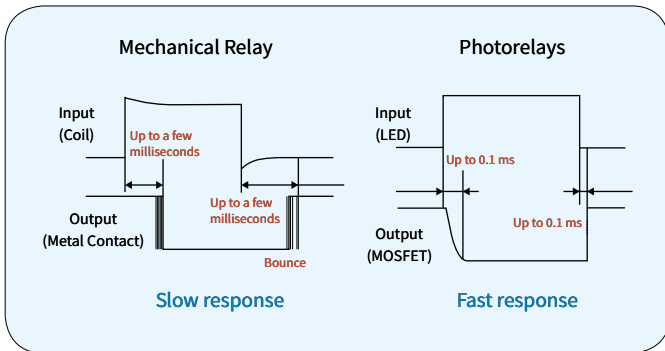 Mechanical Relay
Input
(Coil)
Up to a few
milliseconds
Up to a few
milliseconds
Output
(Metal Contact)
Bounce
Slow response
Photorelays
Input
(LED)
Up to 0.1 ms
Up to 0.1 ms
Output
(MOSFET)
Fast response